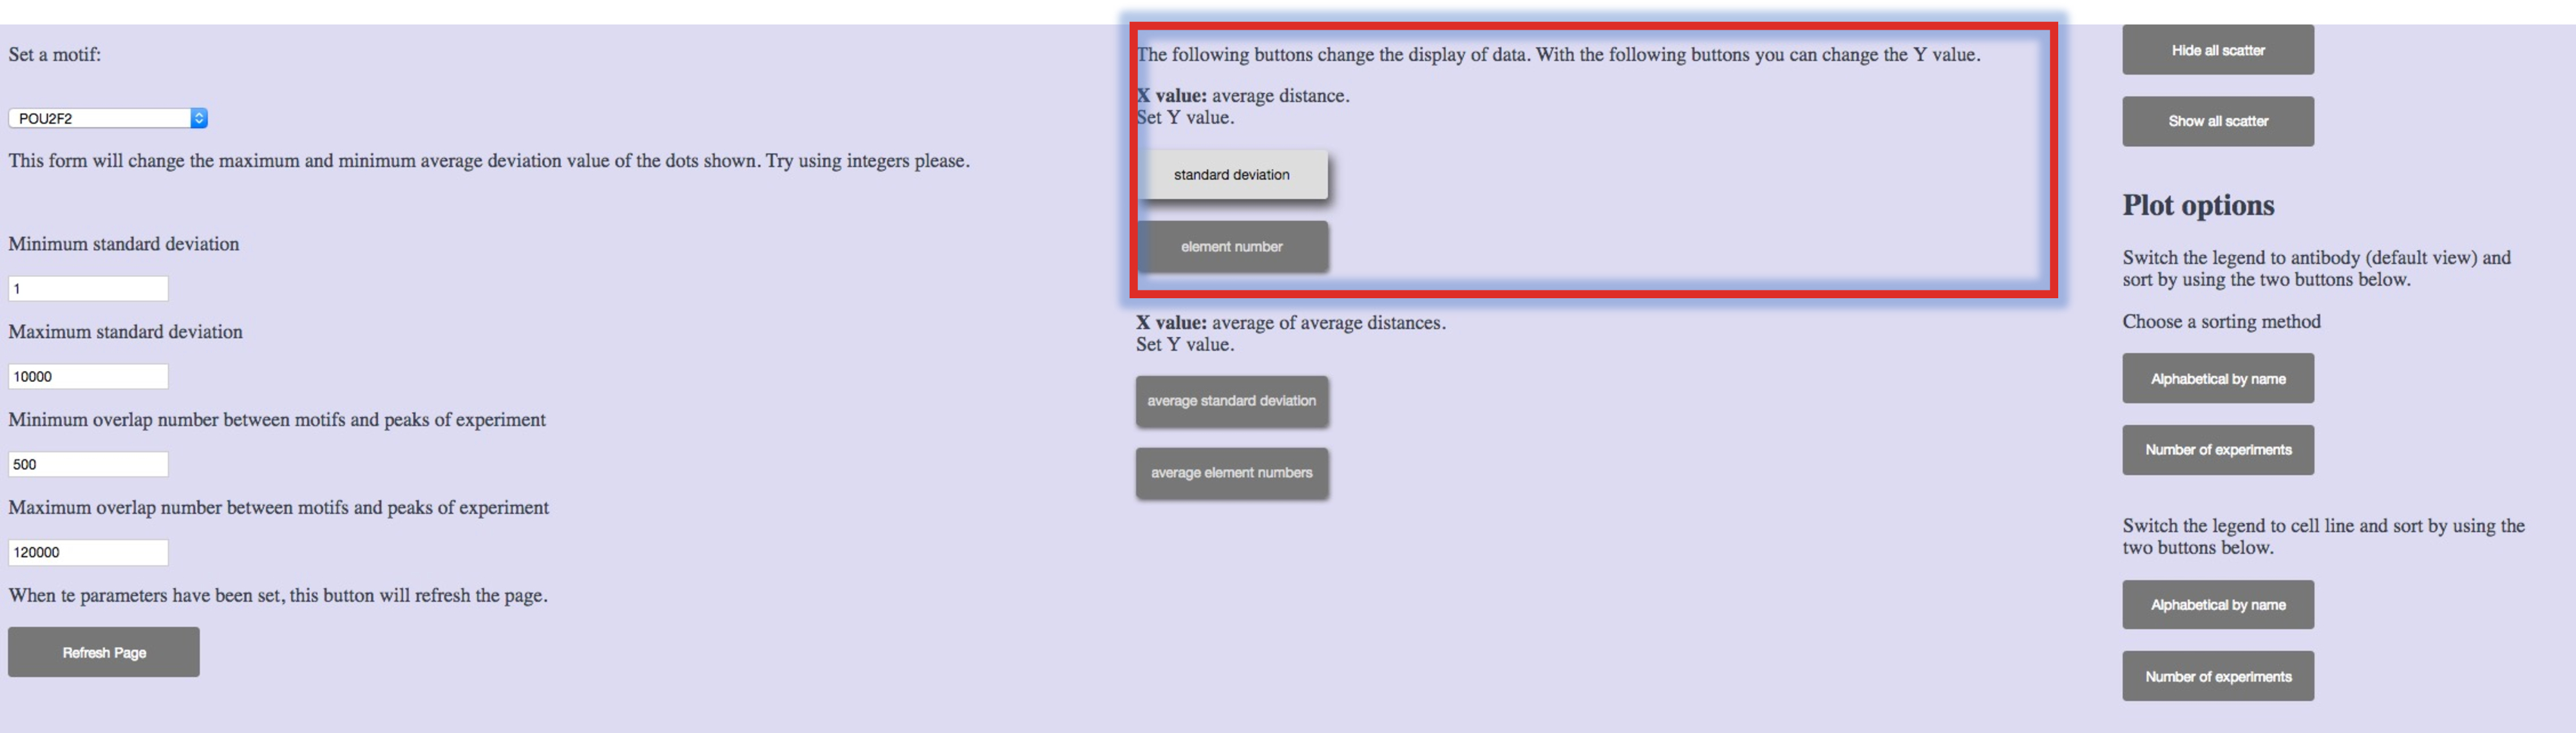 Set a motif:
POU2F2
This form will change the maximum and minimum average deviation value of the dots shown. Try using integers please.
Minimum standard deviation
1
Maximum standard deviation
10000
Minimum overlap number between motifs and peaks of experiment
500
Maximum overlap number between motifs and peaks of experiment
120000
When te parameters have been set, this button will refresh the page.
Refresh Page
The following buttons change the display of data. With the following buttons you can change the Y value.
X value: average distance.
Set Y value.
standard deviation
element number
X value: average of average distances.
Set Y value.
average standard deviation
average element numbers
Hide all scatter
Show all scatter
Plot options
Switch the legend to antibody (default view) and
sort by using the two buttons below.
Choose a sorting method
Alphabetical by name
Number of experiments
Switch the legend to cell line and sort by using the
two buttons below.
Alphabetical by name
Number of experiments